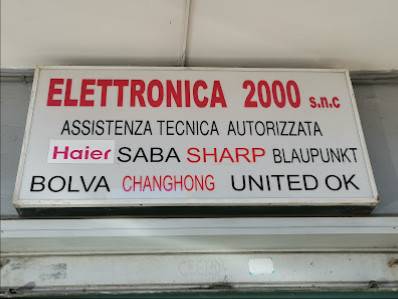 ELETTRONICA 2000 s.n.c
ASSISTENZA TECNICA AUTORIZZATA
Haier SABA SHARP BLAUPUNKT
BOLVA CHANGHONG UNITED OK